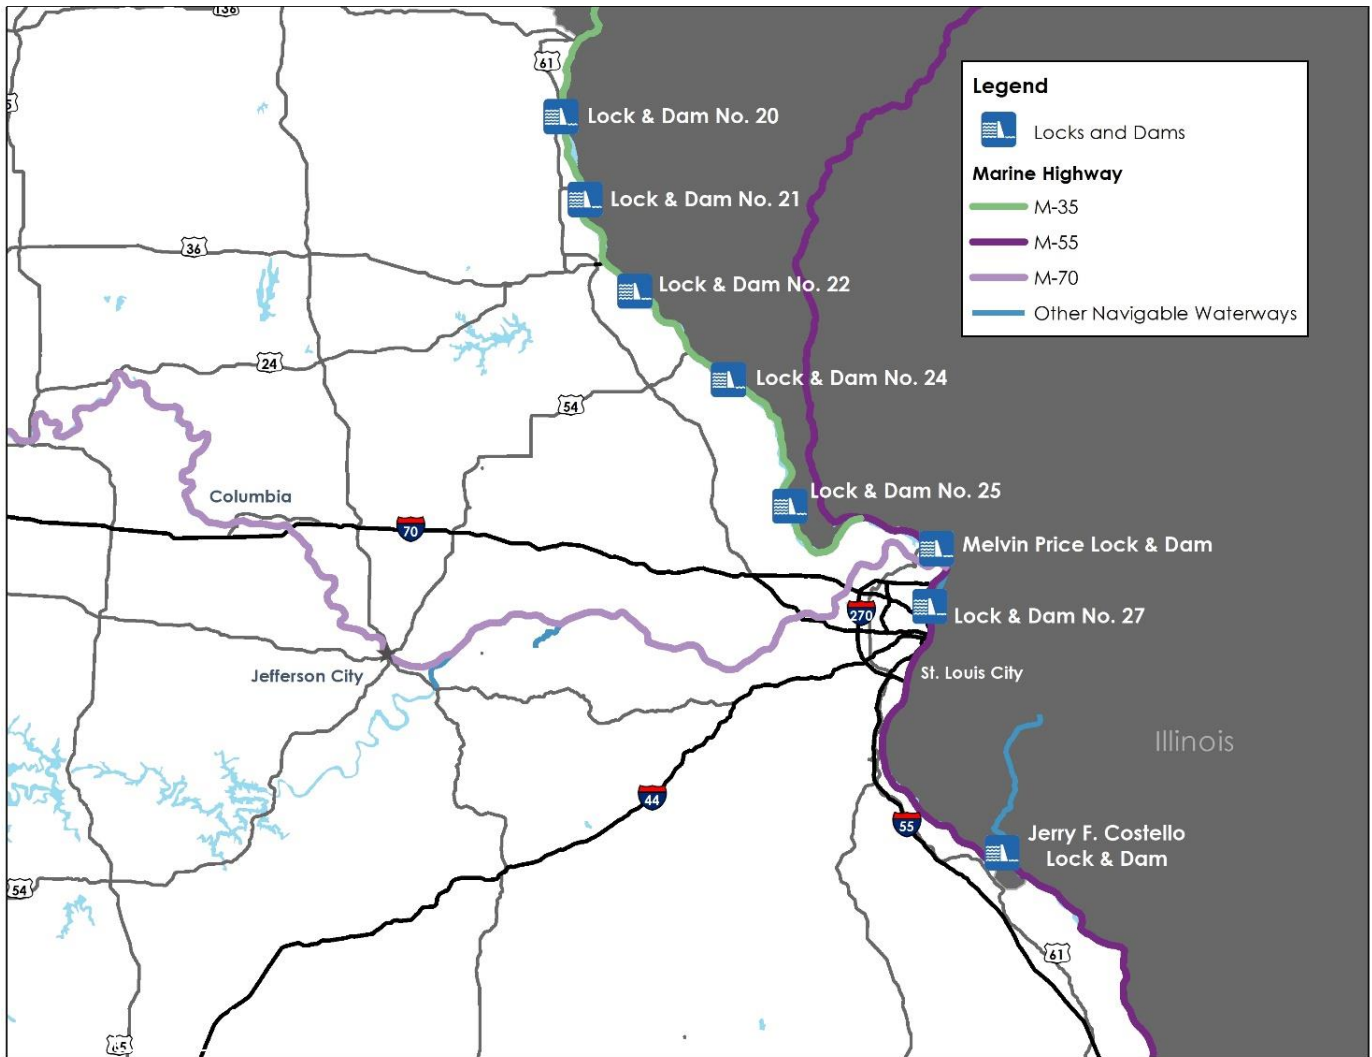 136
61
Legend
Locks and Dams
Marine Highway
M-35
M-55
M-70
Other Navigable Waterways
Lock & Dam No. 20
Lock & Dam No. 21
36
Lock & Dam No. 22
24
Lock & Dam No. 24
54
Columbia
Lock & Dam No. 25
70
Melvin Price Lock & Dam
270
Lock & Dam No. 27
Jefferson City
St. Louis City
Illinois
44
55
Jerry F. Costello
Lock & Dam
54
61
65